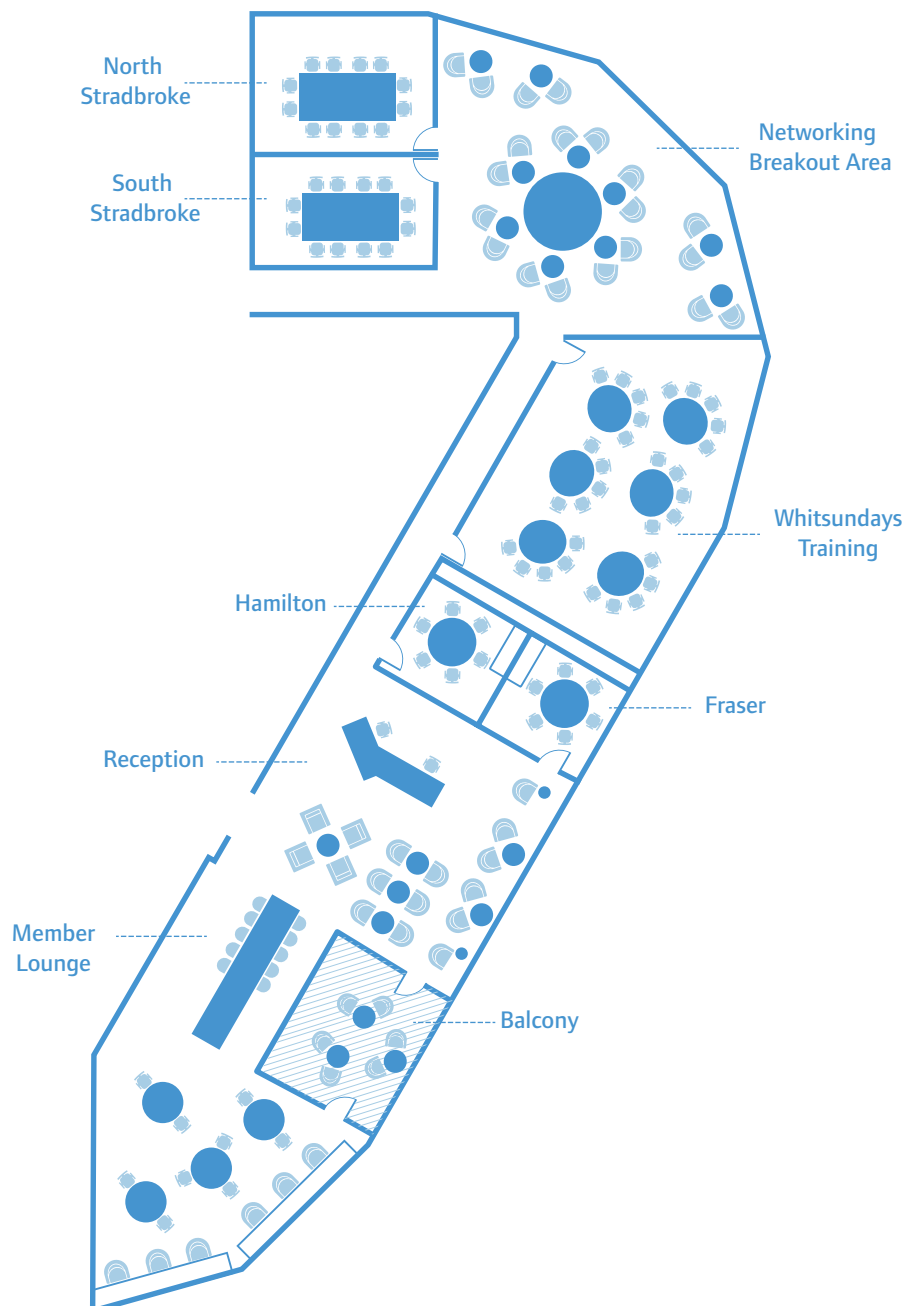 North
Stradbroke
Networking
Breakout Area
South
Stradbroke
Whitsundays
Training
Hamilton
Fraser
Reception
Member
Lounge
Balcony